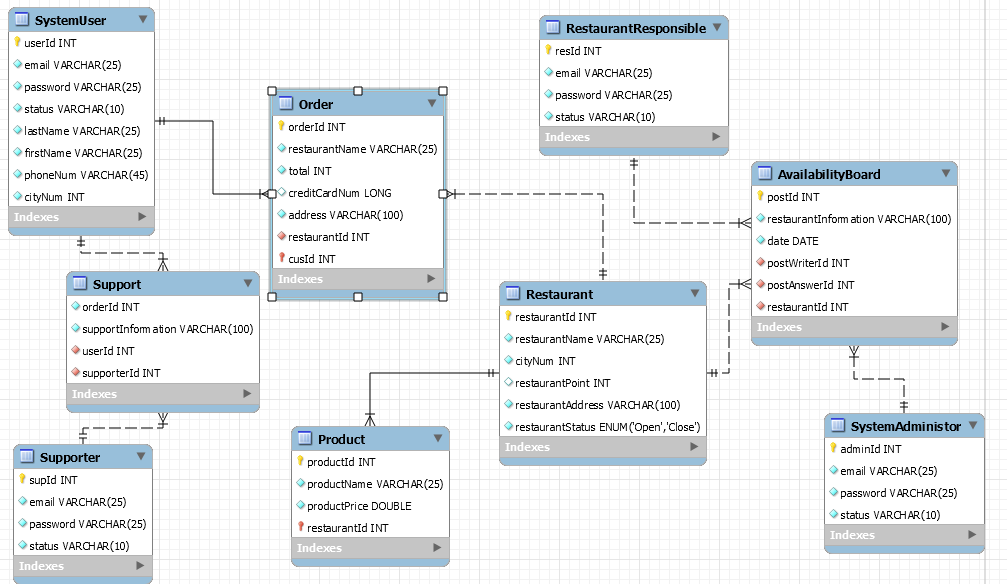 SystemUser
userId INT
email VARCHAR(25)
password VARCHAR(25)
status VARCHAR(10)
lastName VARCHAR(25)
firstName VARCHAR(25)
phoneNum VARCHAR(45)
cityNum INT
Indexes
Order
orderId INT
restaurantName VARCHAR(25)
total INT
creditCardNum LONG
address VARCHAR(100)
restaurantId INT
cusId INT
Indexes
RestaurantResponsible
resId INT
email VARCHAR(25)
password VARCHAR(25)
status VARCHAR(10)
Indexes
AvailabilityBoard
postId INT
restaurantInfomation VARCHAR(100)
date DATE
postWriterId INT
postAnswerId INT
restaurantId INT
Indexes
Support
orderId INT
supportInfomation VARCHAR(100)
userId INT
supporterId INT
Indexes
Restaurant
restaurantId INT
restaurantName VARCHAR(25)
cityNum INT
restaurantPoint INT
restaurantAddress VARCHAR(100)
restaurantStatus ENUM('Open','Close')
Indexes
Supporter
supId INT
email VARCHAR(25)
password VARCHAR(25)
status VARCHAR(10)
Indexes
Product
productId INT
productName VARCHAR(25)
productPrice DOUBLE
restaurantId INT
Indexes
SystemAdministor
adminId INT
email VARCHAR(25)
password VARCHAR(25)
status VARCHAR(10)
Indexes